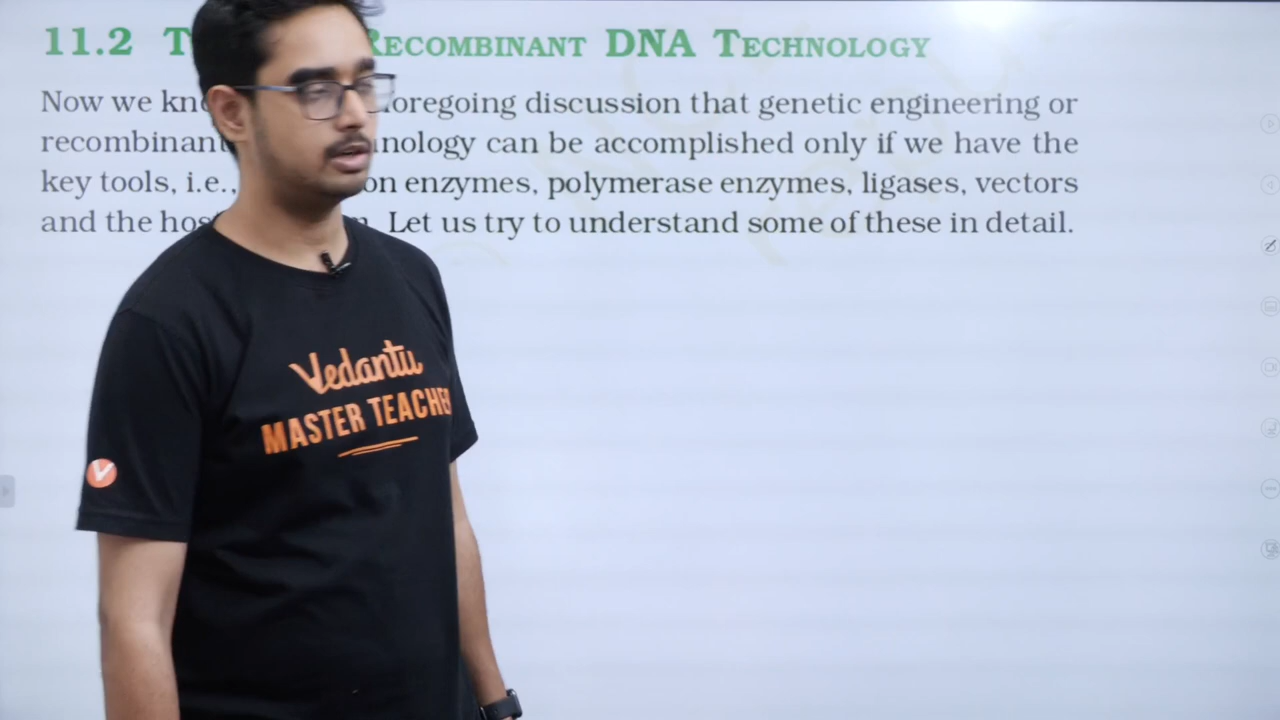 11.2 T RECOMBINANT DNA TECHNOLOGY
Now we kn foregoing discussion that genetic engineering or
recombinant nology can be accomplished only if we have the
key tools, i.e., on enzymes, polymerase enzymes, ligases, vectors
and the hos Let us try to understand some of these in detail.
Vedantu
MASTER TEACHE
V